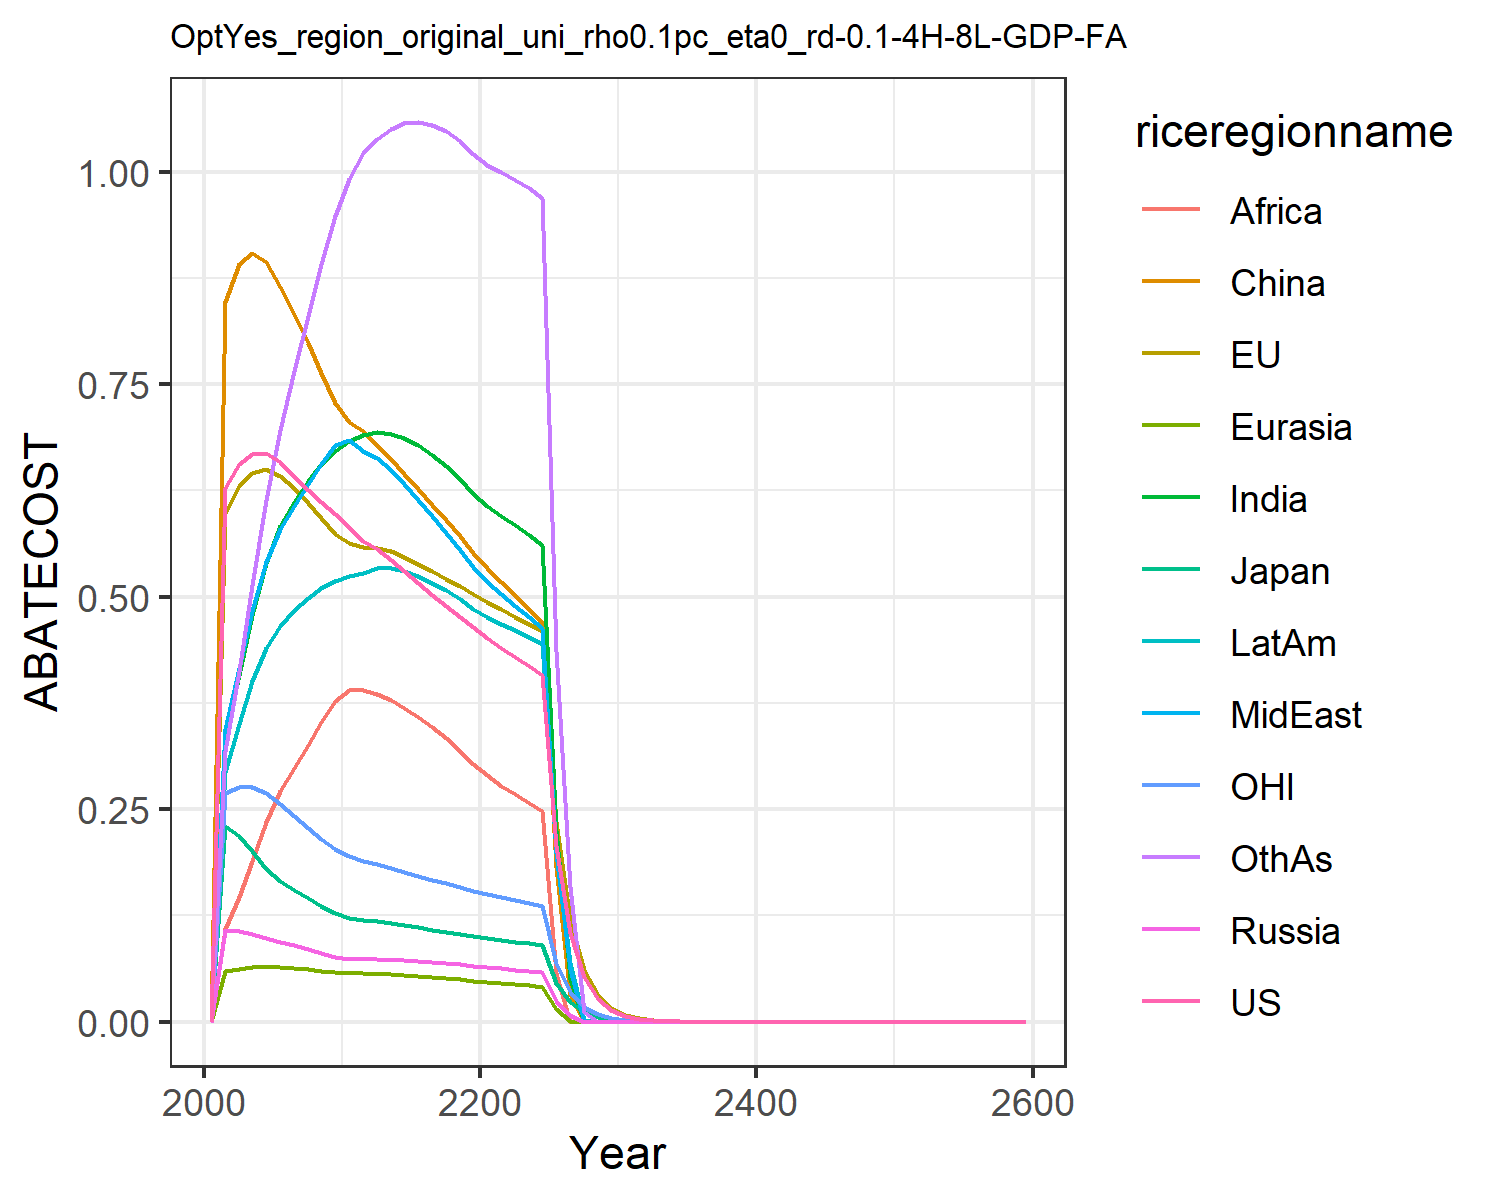 OptYes_region_original_uni_rho0.1pc_eta0_rd-0.1-4H-8L-GDP-FA
ABATECOST
1.00
0.75
0.50
0.25
0.00
2000
2200
2400
2600
Year
riceregionname
Africa
China
EU
Eurasia
India
Japan
LatAm
MidEast
OHI
OthAs
Russia
US